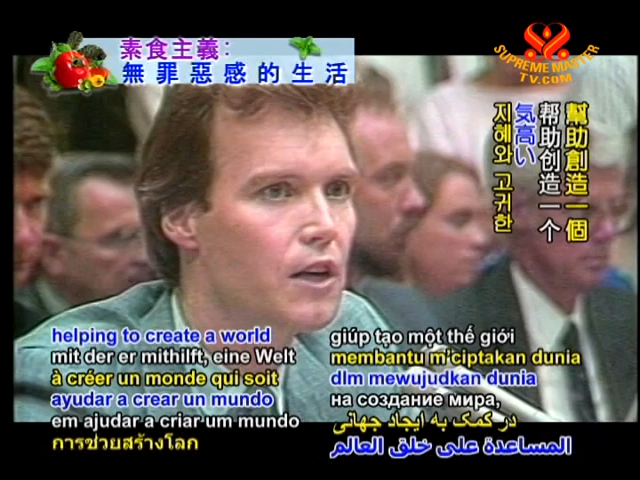 素食主義:
無罪惡感的生活
SUPREME MASTER
TV.COM
幫助創造一個
帮助创造一个
気高い
지혜와 고귀한
helping to create a world
mit der er mithilft, eine Welt
à créer un monde qui soit
ayudar a crear un mundo
em ajudar a criar um mundo
การช่วยสร้างโลก
giúp tạo một thế giới
membantu m'ciptakan dunia
dlm mewujudkan dunia
на создание мира,
در کمک به ایجاد جهانی
المساعدة على خلق العالم